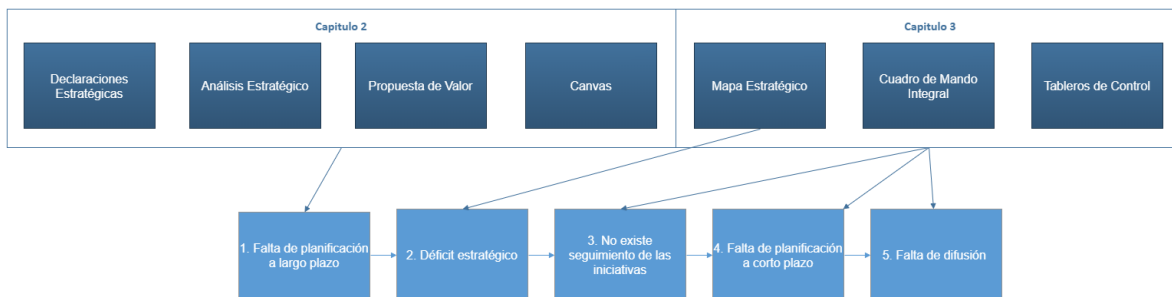 Capitulo 2
Capitulo 3
Declaraciones
Estratégicas
Análisis Estratégico
Propuesta de Valor
Canvas
Mapa Estratégico
Cuadro de Mando
Integral
Tableros de Control
1. Falta de planificación
a largo plazo
2. Déficit estratégico
3. No existe
seguimiento de las
iniciativas
4. Falta de planificación
a corto plazo
5. Falta de difusión